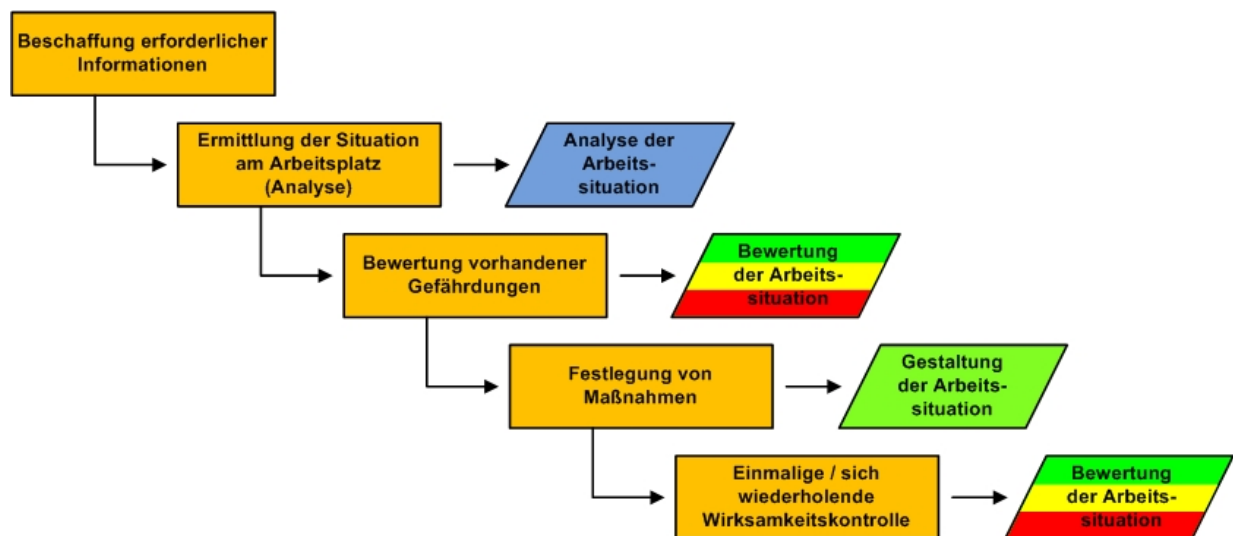 Beschaffung erforderlicher
Informationen
Ermittlung der Situation
am Arbeitsplatz
(Analyse)
Analyse der
Arbeits-
situation
Bewertung vorhandener
Gefährdungen
Bewertung
der Arbeits-
situation
Festlegung von
Maßnahmen
Gestaltung
der Arbeits-
situation
Einmalige / sich
wiederholende
Wirksamkeitskontrolle
Bewertung
der Arbeits-
situation